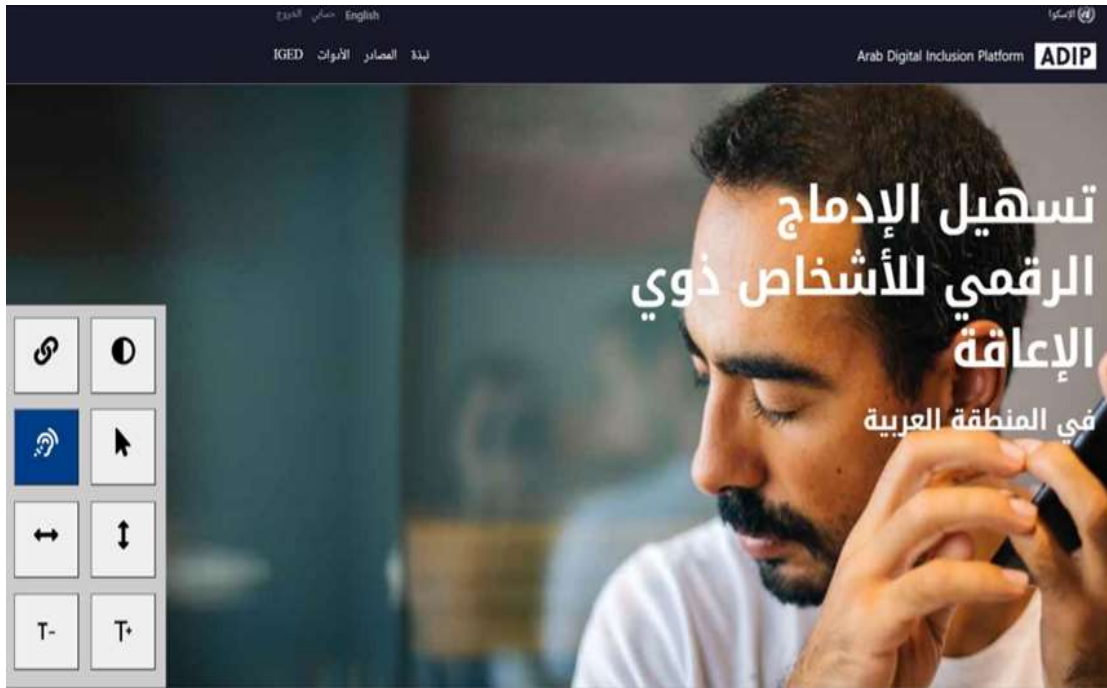 الإسكوا
English حسابي الخروج
ADIP Arab Digital Inclusion Platform
نبذة المصادر الأدوات IGED
تسهيل الإدماج
الرقمي للأشخاص ذوي
الإعاقة
في المنطقة العربية
T- T+